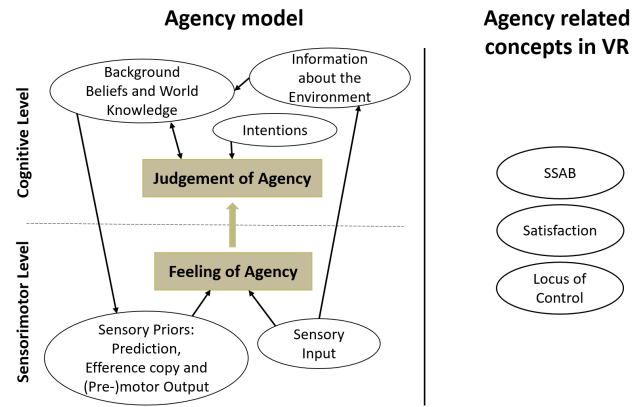 Agency model
Background
Beliefs and World
Knowledge
Information
about the
Environment
Intentions
Judgement of Agency
Cognitive Level
Feeling of Agency
Sensory Priors:
Prediction,
Efference copy and
(Pre-)motor Output
Sensory
Input
Sensorimotor Level
Agency related
concepts in VR
SSAB
Satisfaction
Locus of
Control